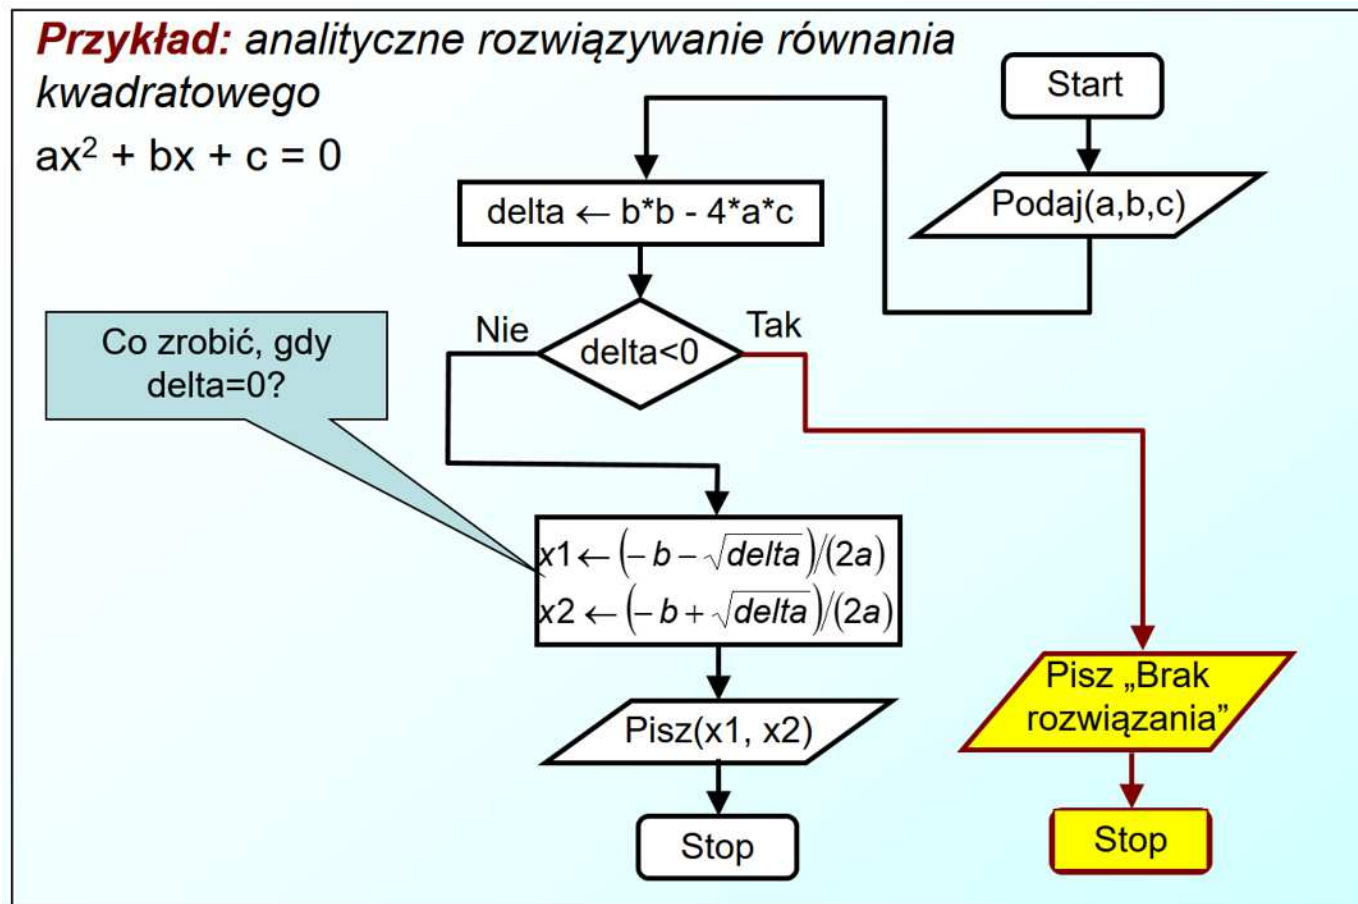 Przykład: analityczne rozwiązywanie równania
kwadratowego
ax² + bx + c = 0
Start
Podaj(a,b,c)
delta ← b*b - 4*a*c
Nie
delta<0
Tak
Co zrobić, gdy
delta=0?
x1 ← (− b − √delta)/(2a)
x2 ← (− b + √delta)/(2a)
Pisz(x1, x2)
Stop
Pisz „Brak
rozwiązania”
Stop